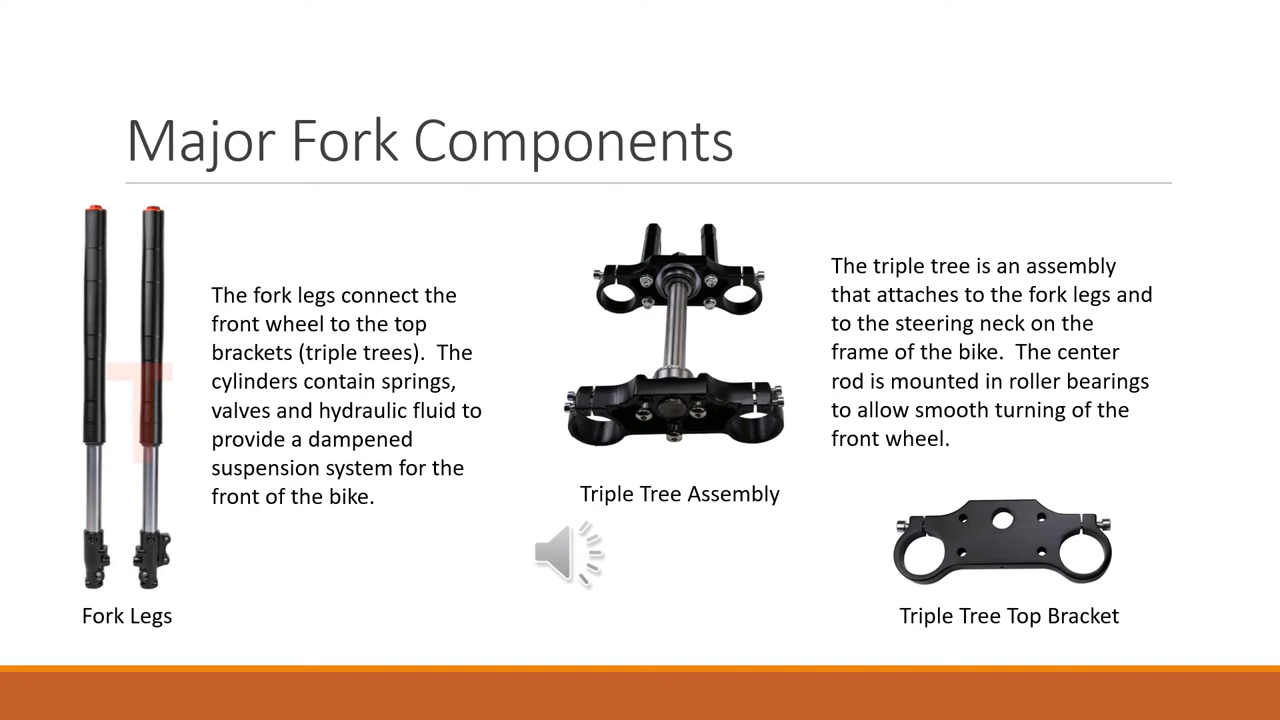 Major Fork Components
The fork legs connect the
front wheel to the top
brackets (triple trees).  The
cylinders contain springs,
valves and hydraulic fluid to
provide a dampened
suspension system for the
front of the bike.
Fork Legs
Triple Tree Assembly
The triple tree is an assembly
that attaches to the fork legs and
to the steering neck on the
frame of the bike.  The center
rod is mounted in roller bearings
to allow smooth turning of the
front wheel.
Triple Tree Top Bracket
T